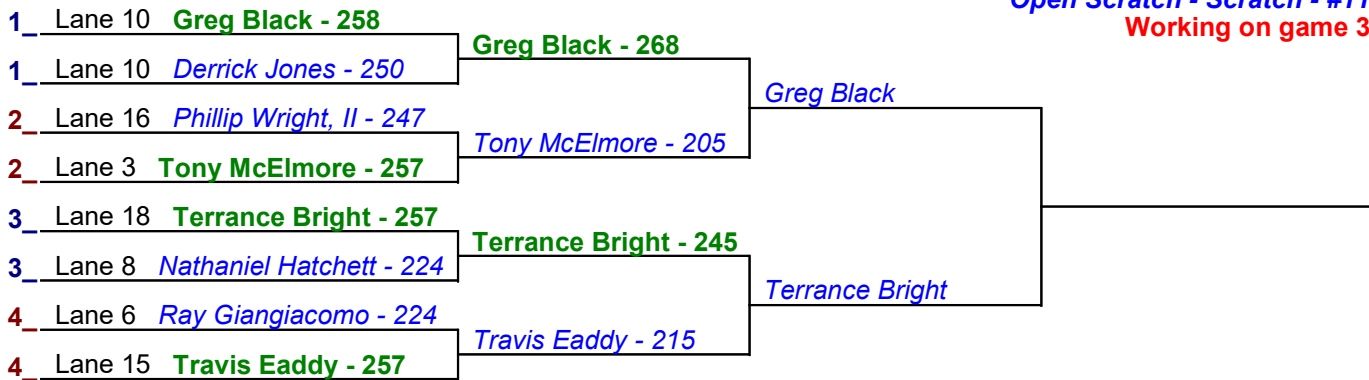 Open Scratch - Scratch - #11
Working on game 3
1_ Lane 10 Greg Black - 258
1_ Lane 10 Derrick Jones - 250
2_ Lane 16 Phillip Wright, II - 247
2_ Lane 3 Tony McElmore - 257
3_ Lane 18 Terrance Bright - 257
3_ Lane 8 Nathaniel Hatchett - 224
4_ Lane 6 Ray Giangiacomo - 224
4_ Lane 15 Travis Eaddy - 257
Greg Black - 268
Tony McElmore - 205
Terrance Bright - 245
Travis Eaddy - 215
Greg Black
Terrance Bright